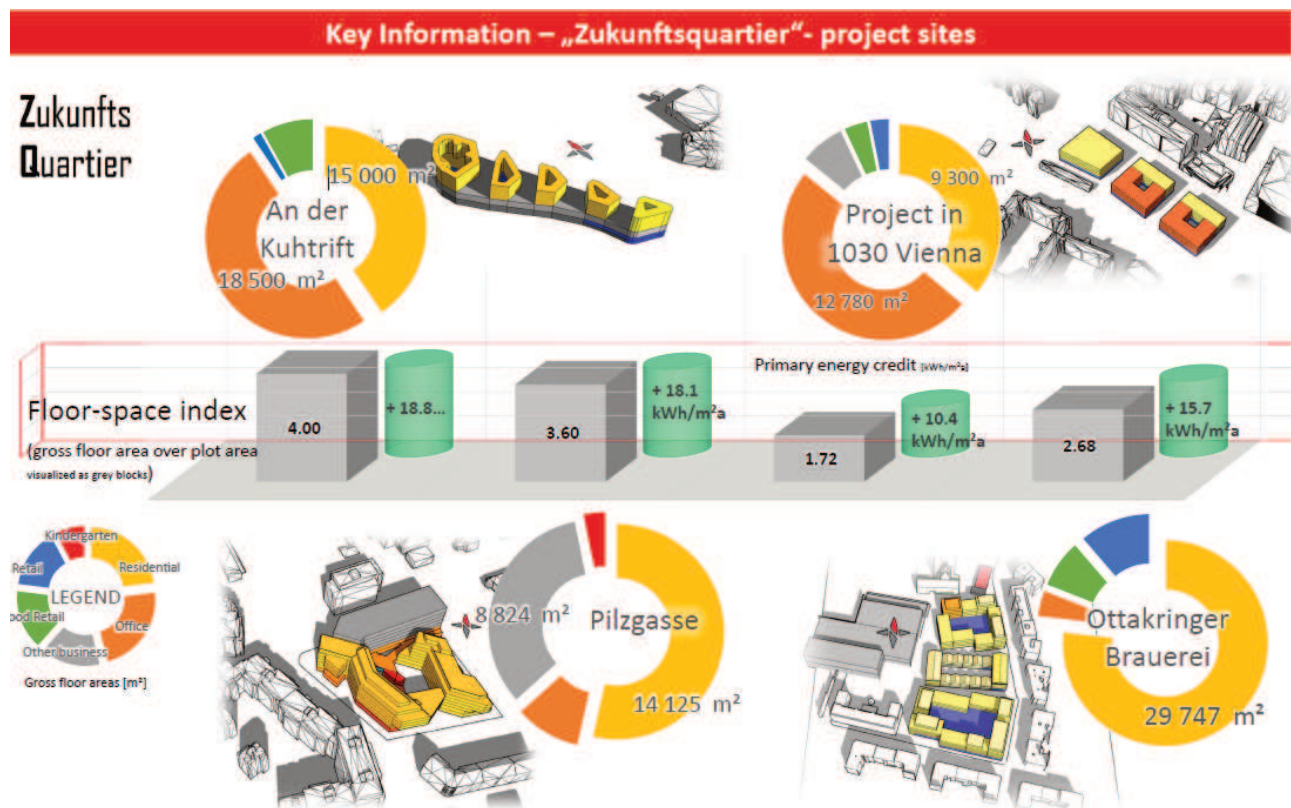 Key Information – „Zukunftsquartier“- project sites
Zukunfts
Quartier
15 000 m²
An der
Kuhtrift
18 500 m²
9 300 m²
Project in
1030 Vienna
12 780 m²
Primary energy credit [kWh/m²a]
Floor-space index
(gross floor area over plot area
visualized as grey blocks)
4.00
+ 18.8...
3.60
+ 18.1
kWh/m²a
1.72
+ 10.4
kWh/m²a
2.68
+ 15.7
kWh/m²a
Kindergarten
Retail
Residential
LEGEND
ood Retail
Office
Other business
Gross floor areas [m²]
8 824 m²
Pilzgasse
14 125 m²
Ottakringer
Brauerei
29 747 m²